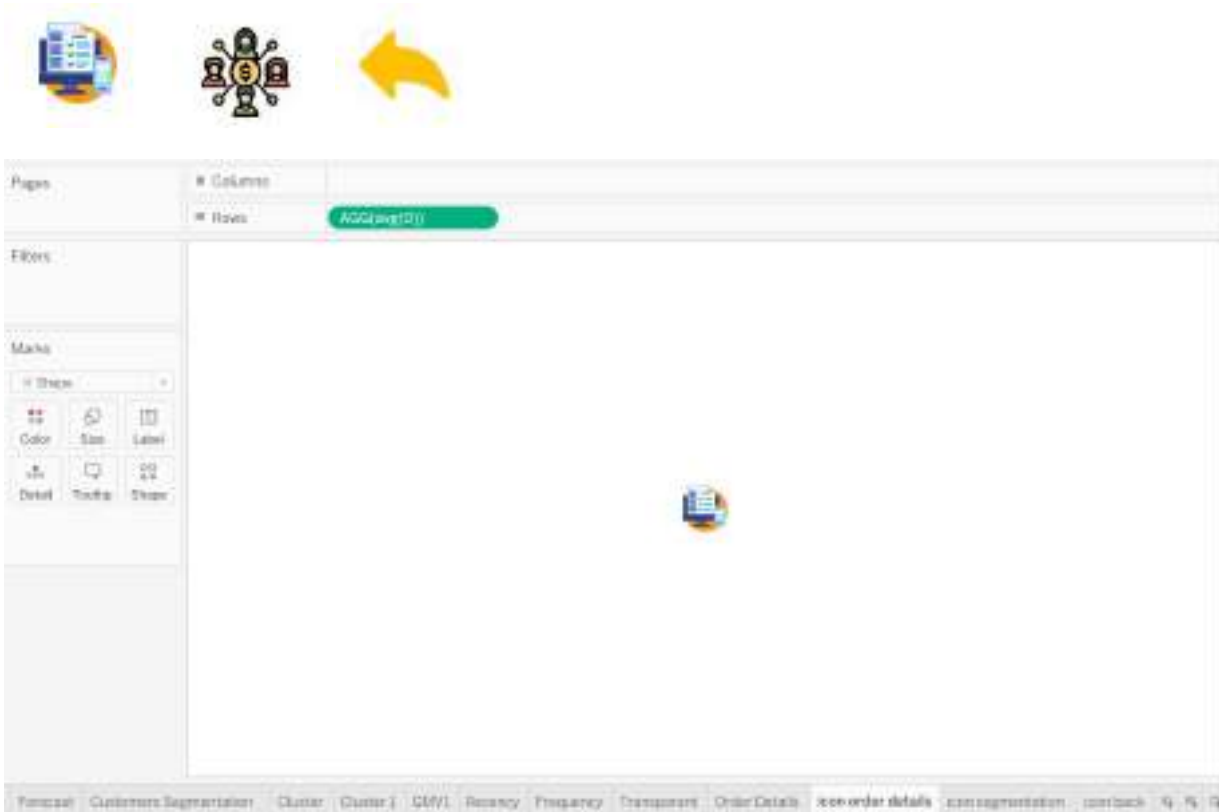 Pages
Columns
Rows
AGG(avg(0))
Filters
Marks
Shape
Color Size Label
Detail Tooltip Shape
Forecast Customers Segmentation Cluster Cluster 1 GMV1 Recency Frequency Transparent Order Details icon order details icon segmentation icon back